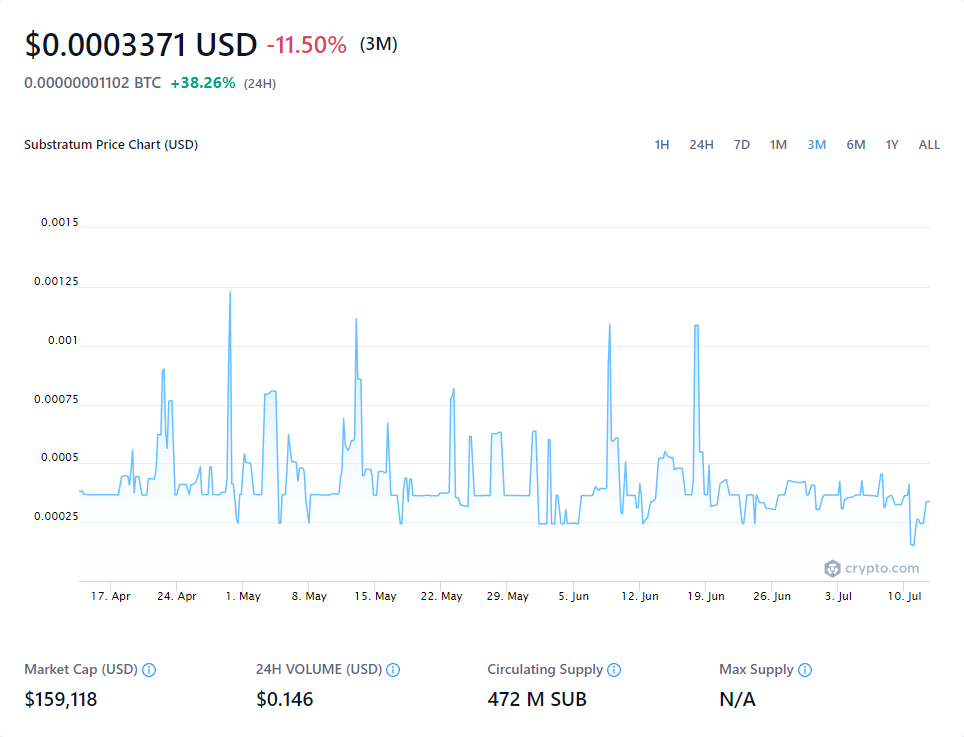 $0.0003371 USD -11.50% (3M)
0.00000001102 BTC +38.26% (24H)
Substratum Price Chart (USD) 1H 24H 7D 1M 3M 6M 1Y ALL
0.0015
0.00125
0.001
0.00075
0.0005
0.00025
crypto.com
17. Apr 24. Apr 1. May 8. May 15. May 22. May 29. May 5. Jun 12. Jun 19. Jun 26. Jun 3. Jul 10. Jul
Market Cap (USD) 24H VOLUME (USD) Circulating Supply Max Supply
$159,118 $0.146 472 M SUB N/A